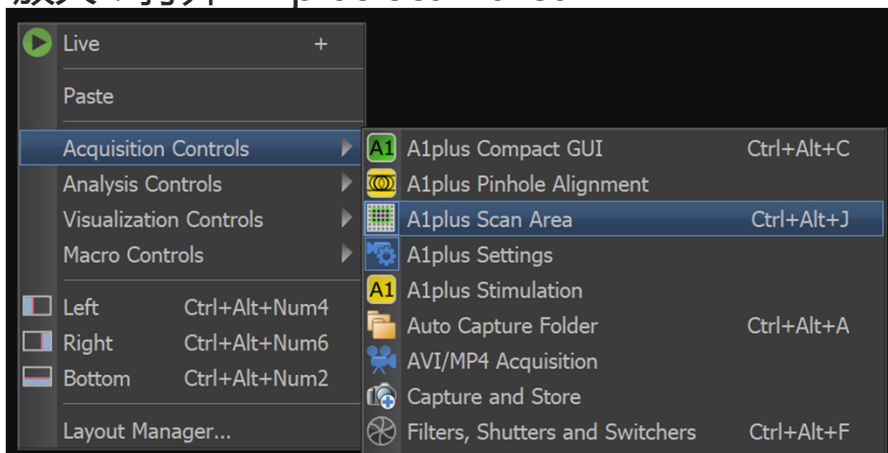 Live +
Paste
Acquisition Controls
Analysis Controls
Visualization Controls
Macro Controls
Left Ctrl+Alt+Num4
Right Ctrl+Alt+Num6
Bottom Ctrl+Alt+Num2
Layout Manager...
A1 A1plus Compact GUI Ctrl+Alt+C
A1plus Pinhole Alignment
A1plus Scan Area Ctrl+Alt+J
A1plus Settings
A1 A1plus Stimulation
Auto Capture Folder Ctrl+Alt+A
AVI/MP4 Acquisition
Capture and Store
Filters, Shutters and Switchers Ctrl+Alt+F